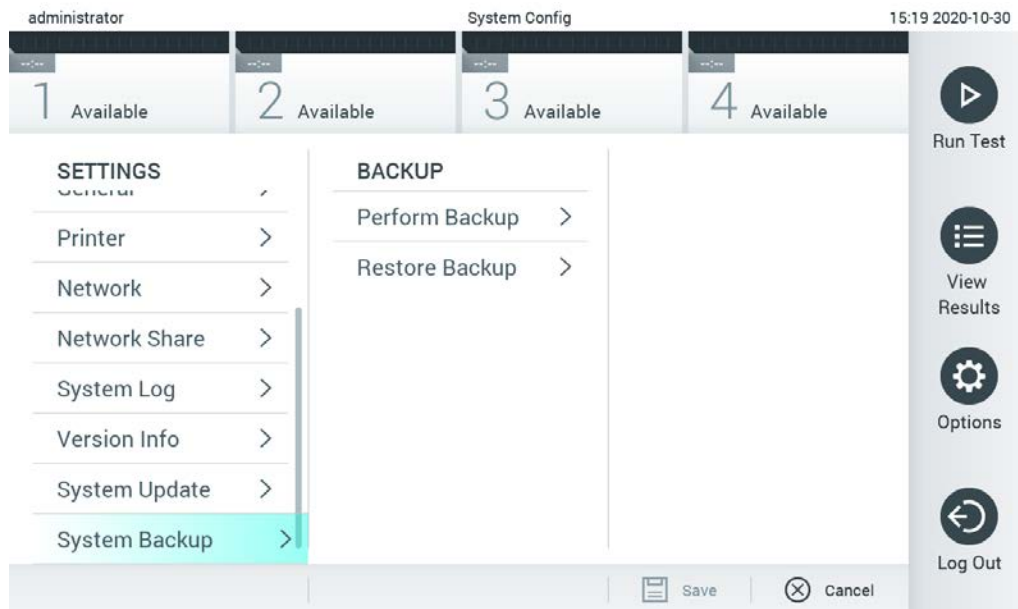 administrator
System Config
15:19 2020-10-30
--:--
--:--
--:--
--:--
1 Available
2 Available
3 Available
4 Available
Run Test
SETTINGS
General
Printer
Network
Network Share
System Log
Version Info
System Update
System Backup
BACKUP
Perform Backup
Restore Backup
View
Results
Options
Log Out
Save
Cancel